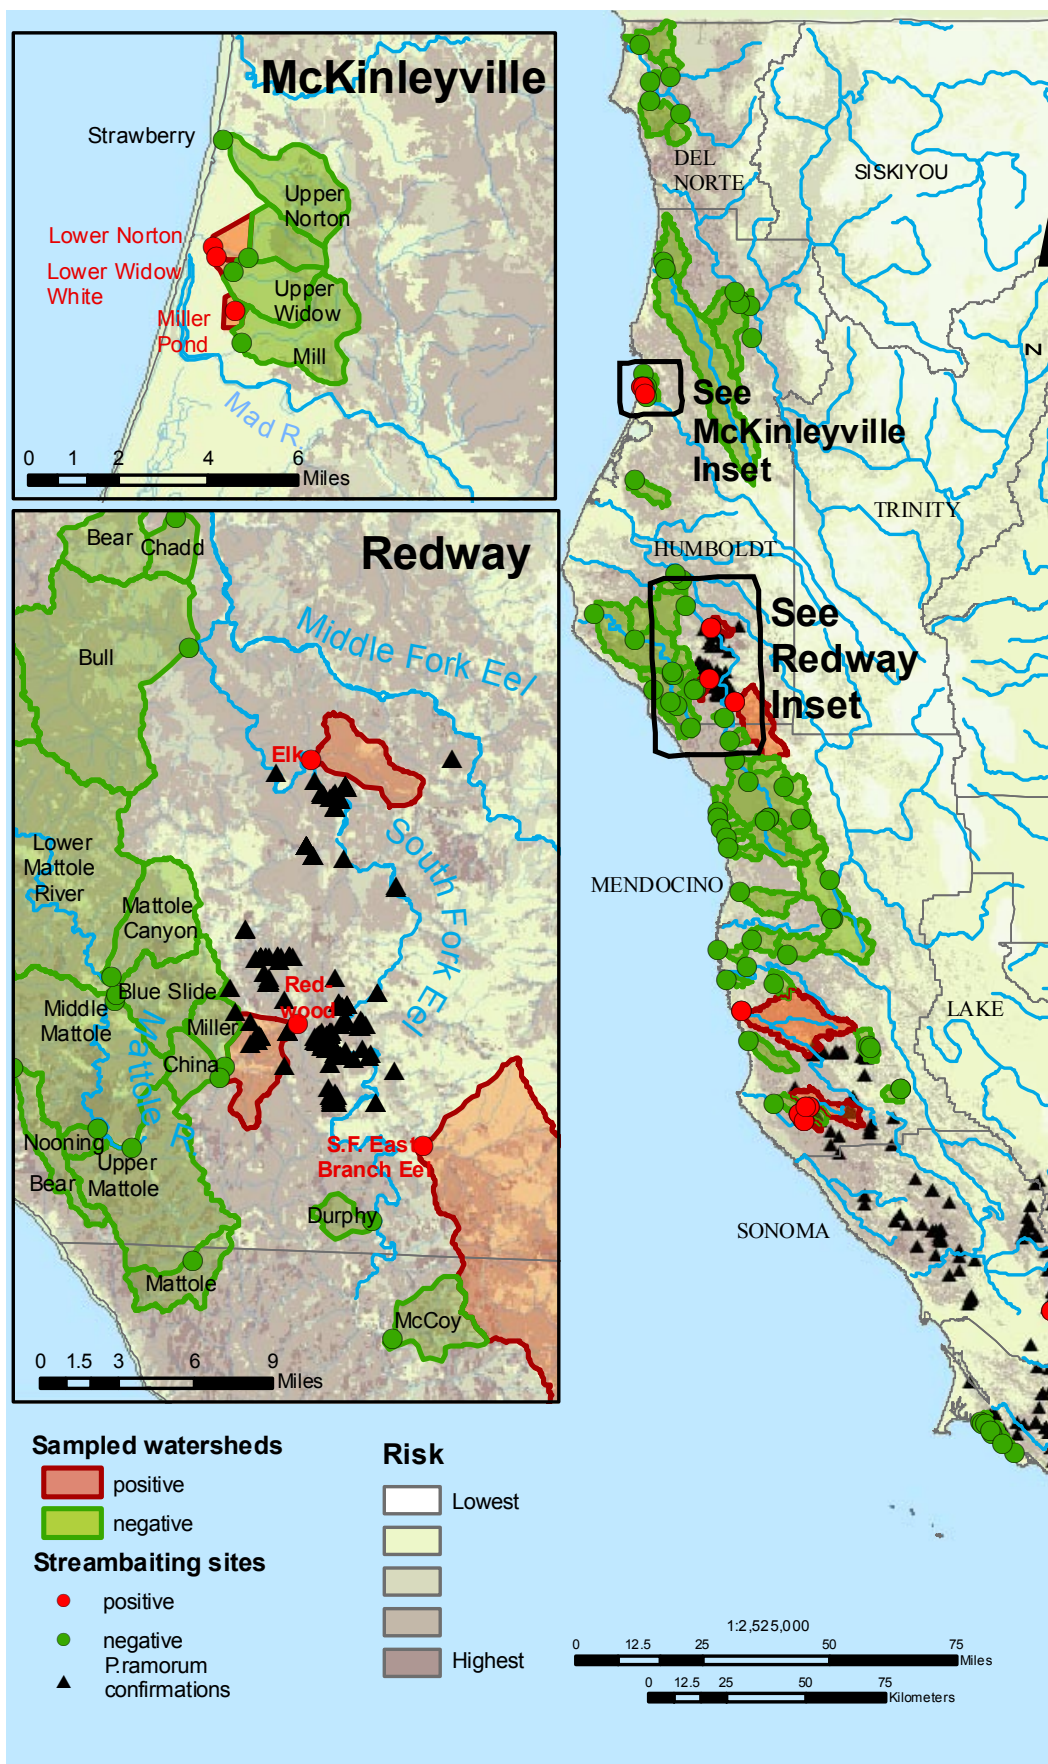 McKinleyville
Strawberry
Upper
Norton
Lower Norton
Lower Widow
White
Upper
Widow
Miller
Pond
Mill
Mad R.
0 1 2 4 6
Miles
Redway
Bear
Chadd
Middle Fork Eel
Bull
Elk
South Fork Eel
Lower
Mattole
River
Mattole
Canyon
Blue Slide
Red-
wood
Middle
Mattole
Miller
China
Mattole R
Nooning
Upper
Mattole
Bear
S.F. East
Branch Eel
Durphy
Mattole
McCoy
0 1.5 3 6 9
Miles
DEL
NORTE
SISKIYOU
N
See
McKinleyville
Inset
TRINITY
HUMBOLDT
See
Redway
Inset
MENDOCINO
LAKE
SONOMA
Sampled watersheds
positive
negative
Streambaiting sites
positive
negative
P.ramorum
confirmations
Risk
Lowest
Highest
1:2,525,000
0 12.5 25 50 75
Miles
0 12.5 25 50 75
Kilometers